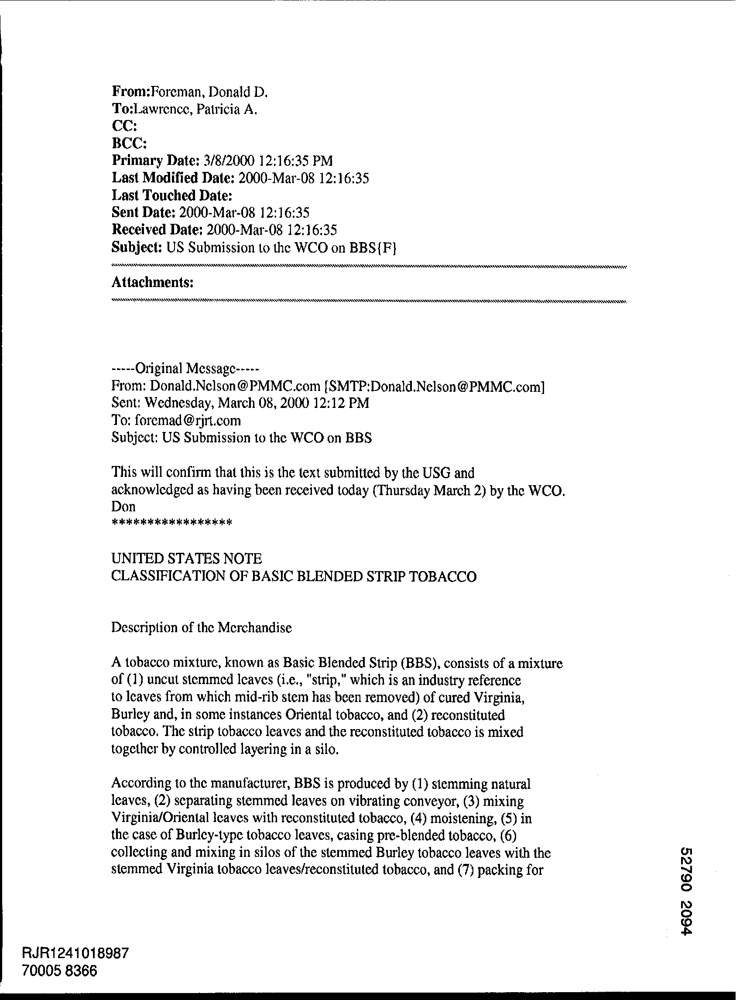 From:Foreman, Donald D.
To:Lawrence, Patricia A.
CC:
BCC:
Primary Date: 3/8/2000 12:16:35 PM
Last Modified Date: 2000-Mar-08 12:16:35
Last Touched Date:
Sent Date: 2000-Mar-08 12:16:35
Received Date: 2000-Mar-08 12:16:35
Subject: US Submission to the WCO on BBS{F}
Attachments:
-----Original Message-----
From: Donald.Nelson@PMMC.com [SMTP:Donald.Nelson@PMMC.com]
Sent: Wednesday, March 08, 2000 12:12 PM
To: foremad@rjrt.com
Subject: US Submission to the WCO on BBS
This will confirm that this is the text submitted by the USG and
acknowledged as having been received today (Thursday March 2) by the WCO.
Don
*****************
UNITED STATES NOTE
CLASSIFICATION OF BASIC BLENDED STRIP TOBACCO
Description of the Merchandise
A tobacco mixture, known as Basic Blended Strip (BBS), consists of a mixture
of (1) uncut stemmed leaves (i.e., "strip," which is an industry reference
to leaves from which mid-rib stem has been removed) of cured Virginia,
Burley and, in some instances Oriental tobacco, and (2) reconstituted
tobacco. The strip tobacco leaves and the reconstituted tobacco is mixed
together by controlled layering in a silo.
According to the manufacturer, BBS is produced by (1) stemming natural
leaves, (2) separating stemmed leaves on vibrating conveyor, (3) mixing
Virginia/Oriental leaves with reconstituted tobacco, (4) moistening, (5) in
the case of Burley-type tobacco leaves, casing pre-blended tobacco, (6)
collecting and mixing in silos of the stemmed Burley tobacco leaves with the
stemmed Virginia tobacco leaves/reconstituted tobacco, and (7) packing for
52790 2094
RJR1241018987
70005 8366